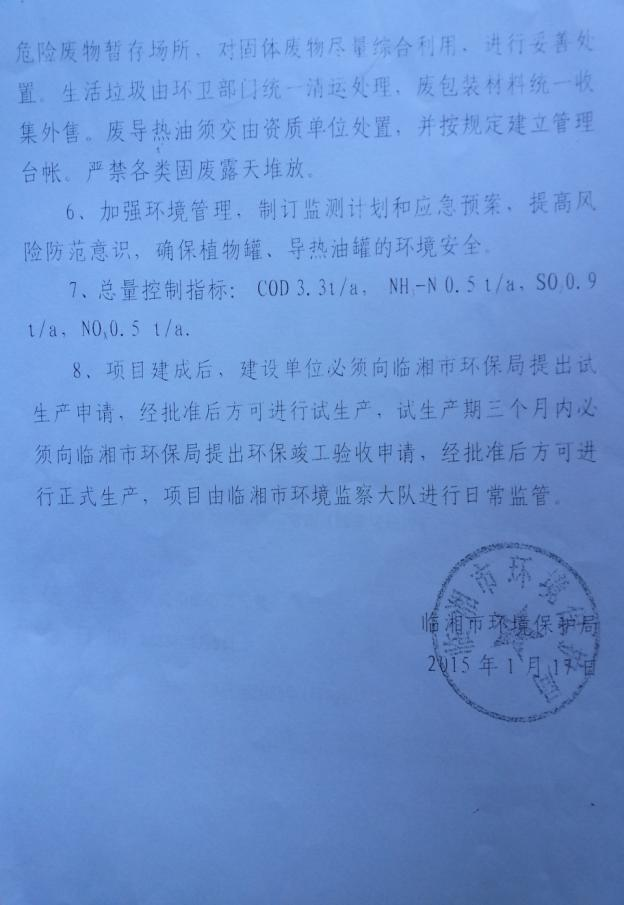 危险废物暂存场所，对固体废物尽量综合利用，进行妥善处
置。生活垃圾由环卫部门统一清运处理，废包装材料统一收
集外售。废导热油须交由资质单位处置，并按规定建立管理
台帐。严禁各类固废露天堆放。
6、加强环境管理，制订监测计划和应急预案，提高风
险防范意识，确保植物罐、导热油罐的环境安全。
7、总量控制指标： COD 3.3t/a， NH₃-N 0.5 t/a，SO₂0.9
t/a，NOₓ0.5 t/a.
8、项目建成后，建设单位必须向临湘市环保局提出试
生产申请，经批准后方可进行试生产，试生产期三个月内必
须向临湘市环保局提出环保竣工验收申请，经批准后方可进
行正式生产，项目由临湘市环境监察大队进行日常监管。
临湘市环境保护局
临湘市环境保护局
2015 年 1 月 17 日